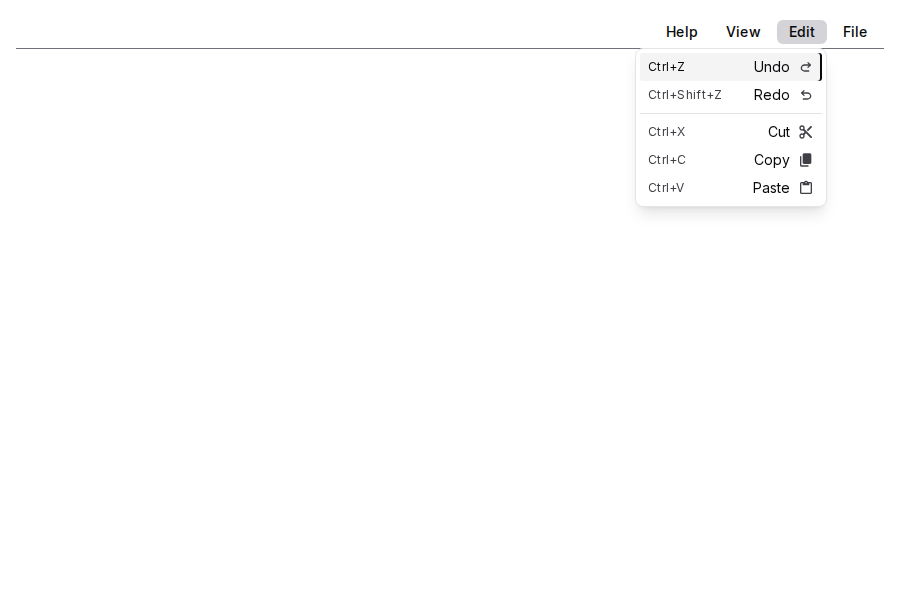 Help View Edit File
Ctrl+Z Undo
Ctrl+Shift+Z Redo
Ctrl+X Cut
Ctrl+C Copy
Ctrl+V Paste